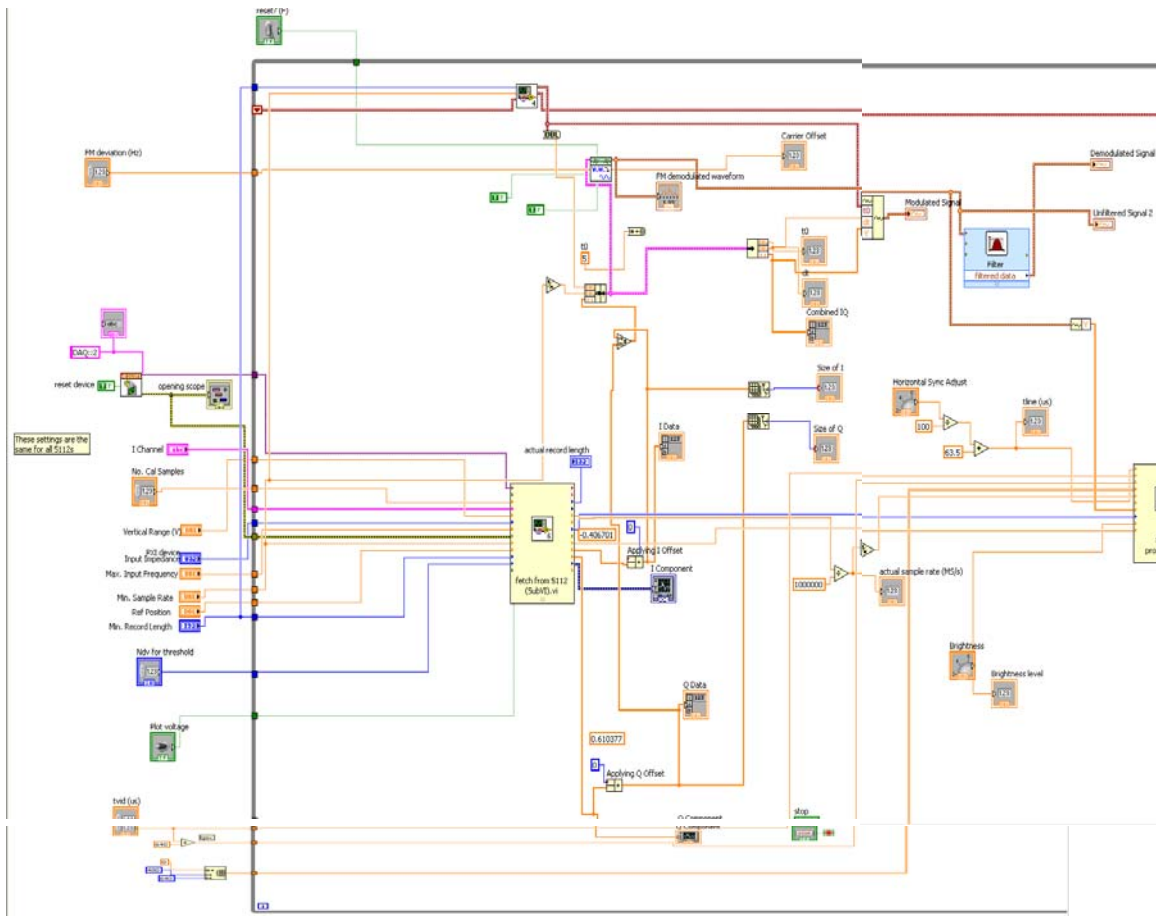 reset? (F)
Carrier Offset
FM deviation (Hz)
Demodulated Signal
FM demodulated waveform
Modulated Signal
Unfiltered Signal 2
t0
5
t0
Filter
filtered data
dt
Combined IQ
DAQ::2
reset device
opening scope
Size of I
Horizontal Sync Adjust
tline (us)
100
I Data
Size of Q
These settings are the
same for all 5112s
I Channel
63.5
actual record length
No. Cal Samples
Vertical Range (V)
-0.406701
PXI device
Input Impedance
Applying I Offset
Max. Input Frequency
fetch from 5112
(SubVI).vi
I Component
1000000
actual sample rate (MS/s)
Min. Sample Rate
Ref Position
Min. Record Length
Ndv for threshold
Brightness
Brightness level
Q Data
Plot voltage
0.610377
Applying Q Offset
tvid (us)
stop
Q Component